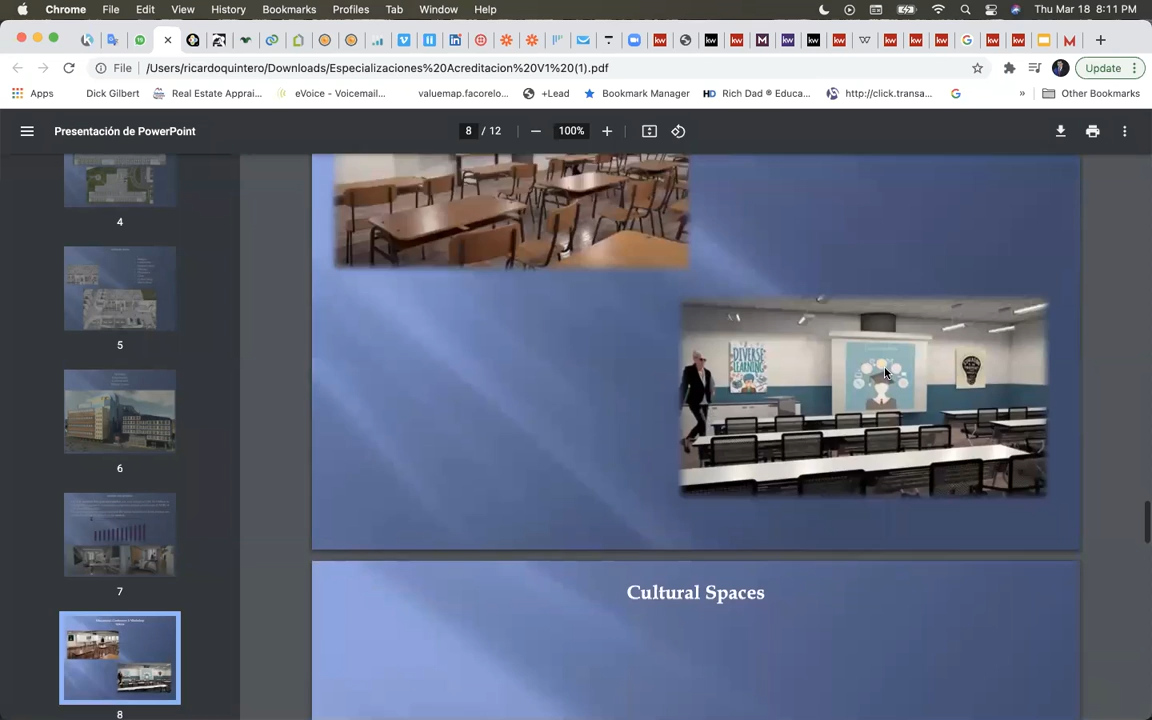 Chrome File Edit View History Bookmarks Profiles Tab Window Help Thu Mar 18 8:11 PM
File /Users/ricardoquintero/Downloads/Especializaciones%20Acreditacion%20V1%20(1).pdf Update
Apps Dick Gilbert Real Estate Apprai... eVoice - Voicemail... valuemap.facorelo... +Lead Bookmark Manager HD Rich Dad ® Educa... http://click.transa... » Other Bookmarks
Presentación de PowerPoint 8 / 12 100%
4
5
6
7
8
DIVERSE
LEARNING
Cultural Spaces